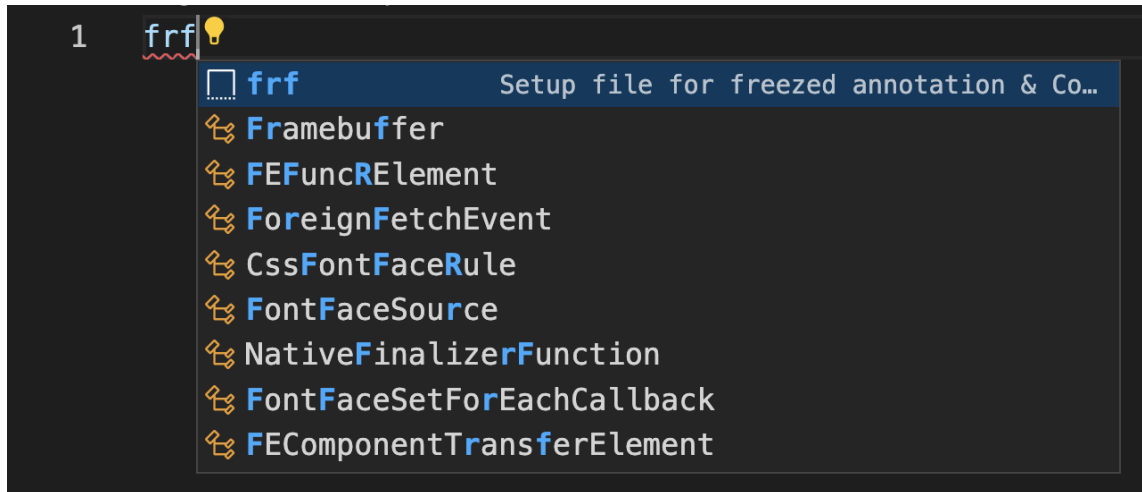 1 frf
frf Setup file for freezed annotation & Co…
Framebuffer
FEFuncRElement
ForeignFetchEvent
CssFontFaceRule
FontFaceSource
NativeFinalizerFunction
FontFaceSetForEachCallback
FEComponentTransferElement